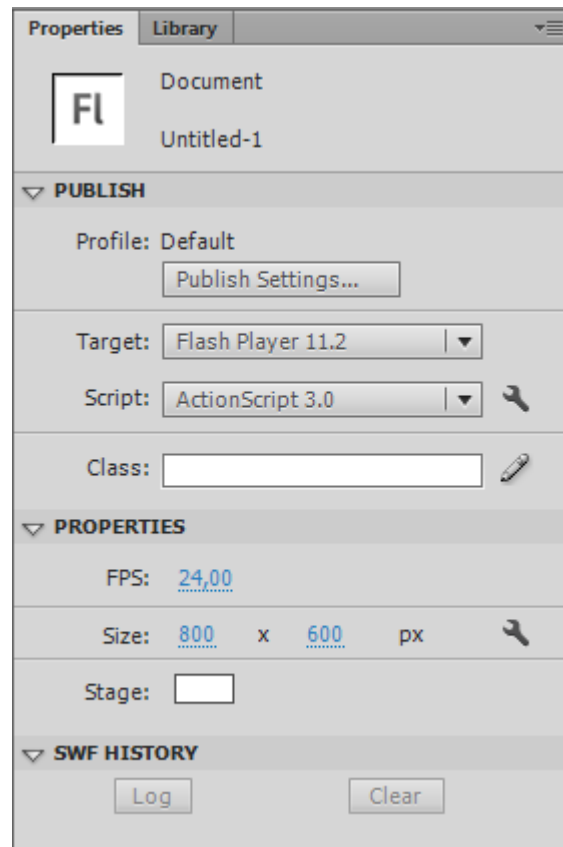 Properties Library
Fl Document
Untitled-1
PUBLISH
Profile: Default
Publish Settings...
Target: Flash Player 11.2
Script: ActionScript 3.0
Class:
PROPERTIES
FPS: 24,00
Size: 800 x 600 px
Stage:
SWF HISTORY
Log Clear